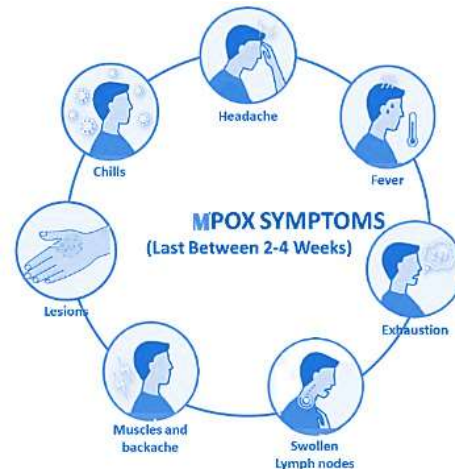 Headache
Chills
Fever
MPOX SYMPTOMS
(Last Between 2-4 Weeks)
Lesions
Exhaustion
Muscles and
backache
Swollen
Lymph nodes